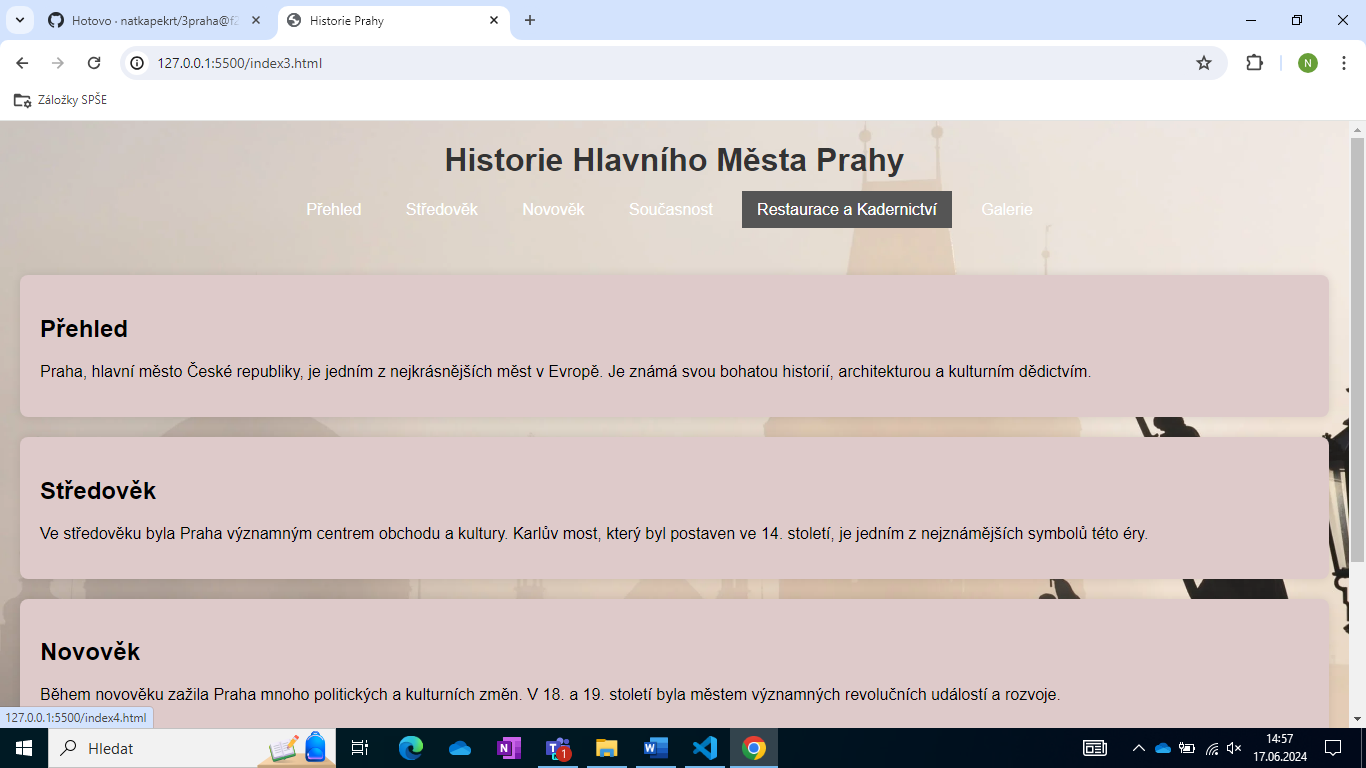 Hotovo · natkapekrt/3praha@f2
Historie Prahy
127.0.0.1:5500/index3.html
N
Záložky SPŠE
Historie Hlavního Města Prahy
Přehled Středověk Novověk Současnost Restaurace a Kadernictví Galerie
Přehled
Praha, hlavní město České republiky, je jedním z nejkrásnějších měst v Evropě. Je známá svou bohatou historií, architekturou a kulturním dědictvím.
Středověk
Ve středověku byla Praha významným centrem obchodu a kultury. Karlův most, který byl postaven ve 14. století, je jedním z nejznámějších symbolů této éry.
Novověk
Během novověku zažila Praha mnoho politických a kulturních změn. V 18. a 19. století byla městem významných revolučních událostí a rozvoje.
127.0.0.1:5500/index4.html
Hledat
1
14:57
17.06.2024